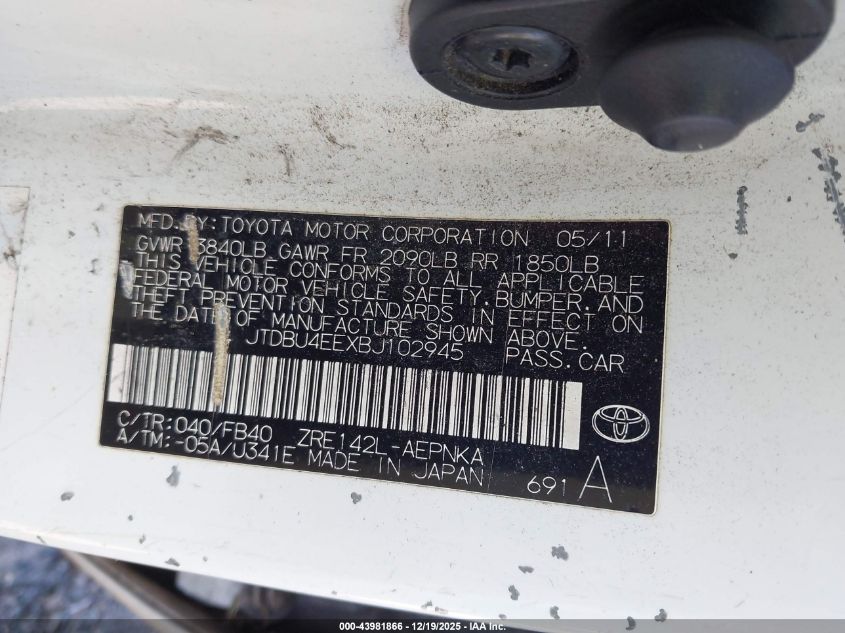 MFD. BY: TOYOTA MOTOR CORPORATION 05/11
GVWR 3840LB GAWR FR 2090LB RR 1850LB
THIS VEHICLE CONFORMS TO ALL APPLICABLE
FEDERAL MOTOR VEHICLE SAFETY, BUMPER, AND
THEFT PREVENTION STANDARDS IN EFFECT ON
THE DATE OF MANUFACTURE SHOWN ABOVE.
JTDBU4EEXBJ102945 PASS. CAR
C/TR: 040/FB40 ZRE142L-AEPNKA
A/TM: -05A/U341E MADE IN JAPAN 691 A
000-43981866 - 12/19/2025 - IAA Inc.